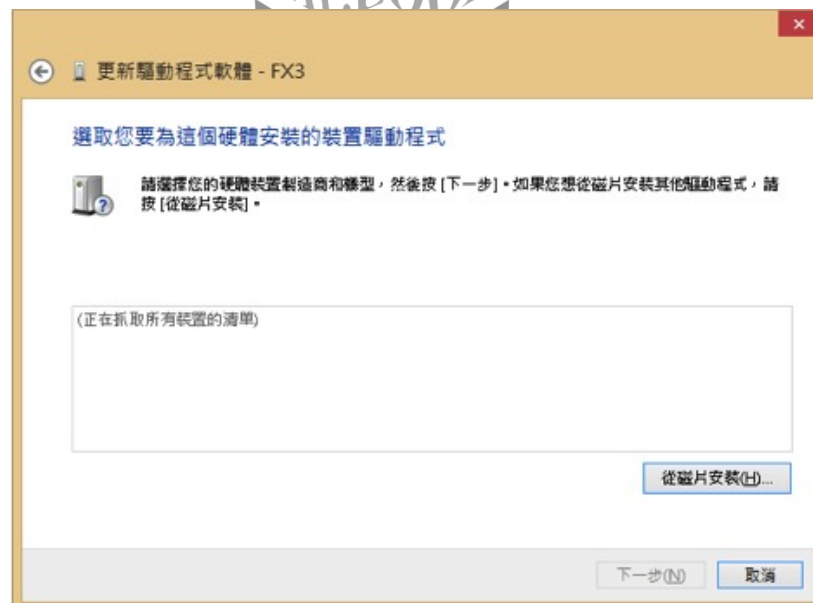 更新驅動程式軟體 - FX3
選取您要為這個硬體安裝的裝置驅動程式
請選擇您的硬體裝置製造商和機型，然後按 [下一步]。如果您想從磁片安裝其他驅動程式，請
按 [從磁片安裝]。
(正在抓取所有裝置的清單)
從磁片安裝(H)...
下一步(N)
取消